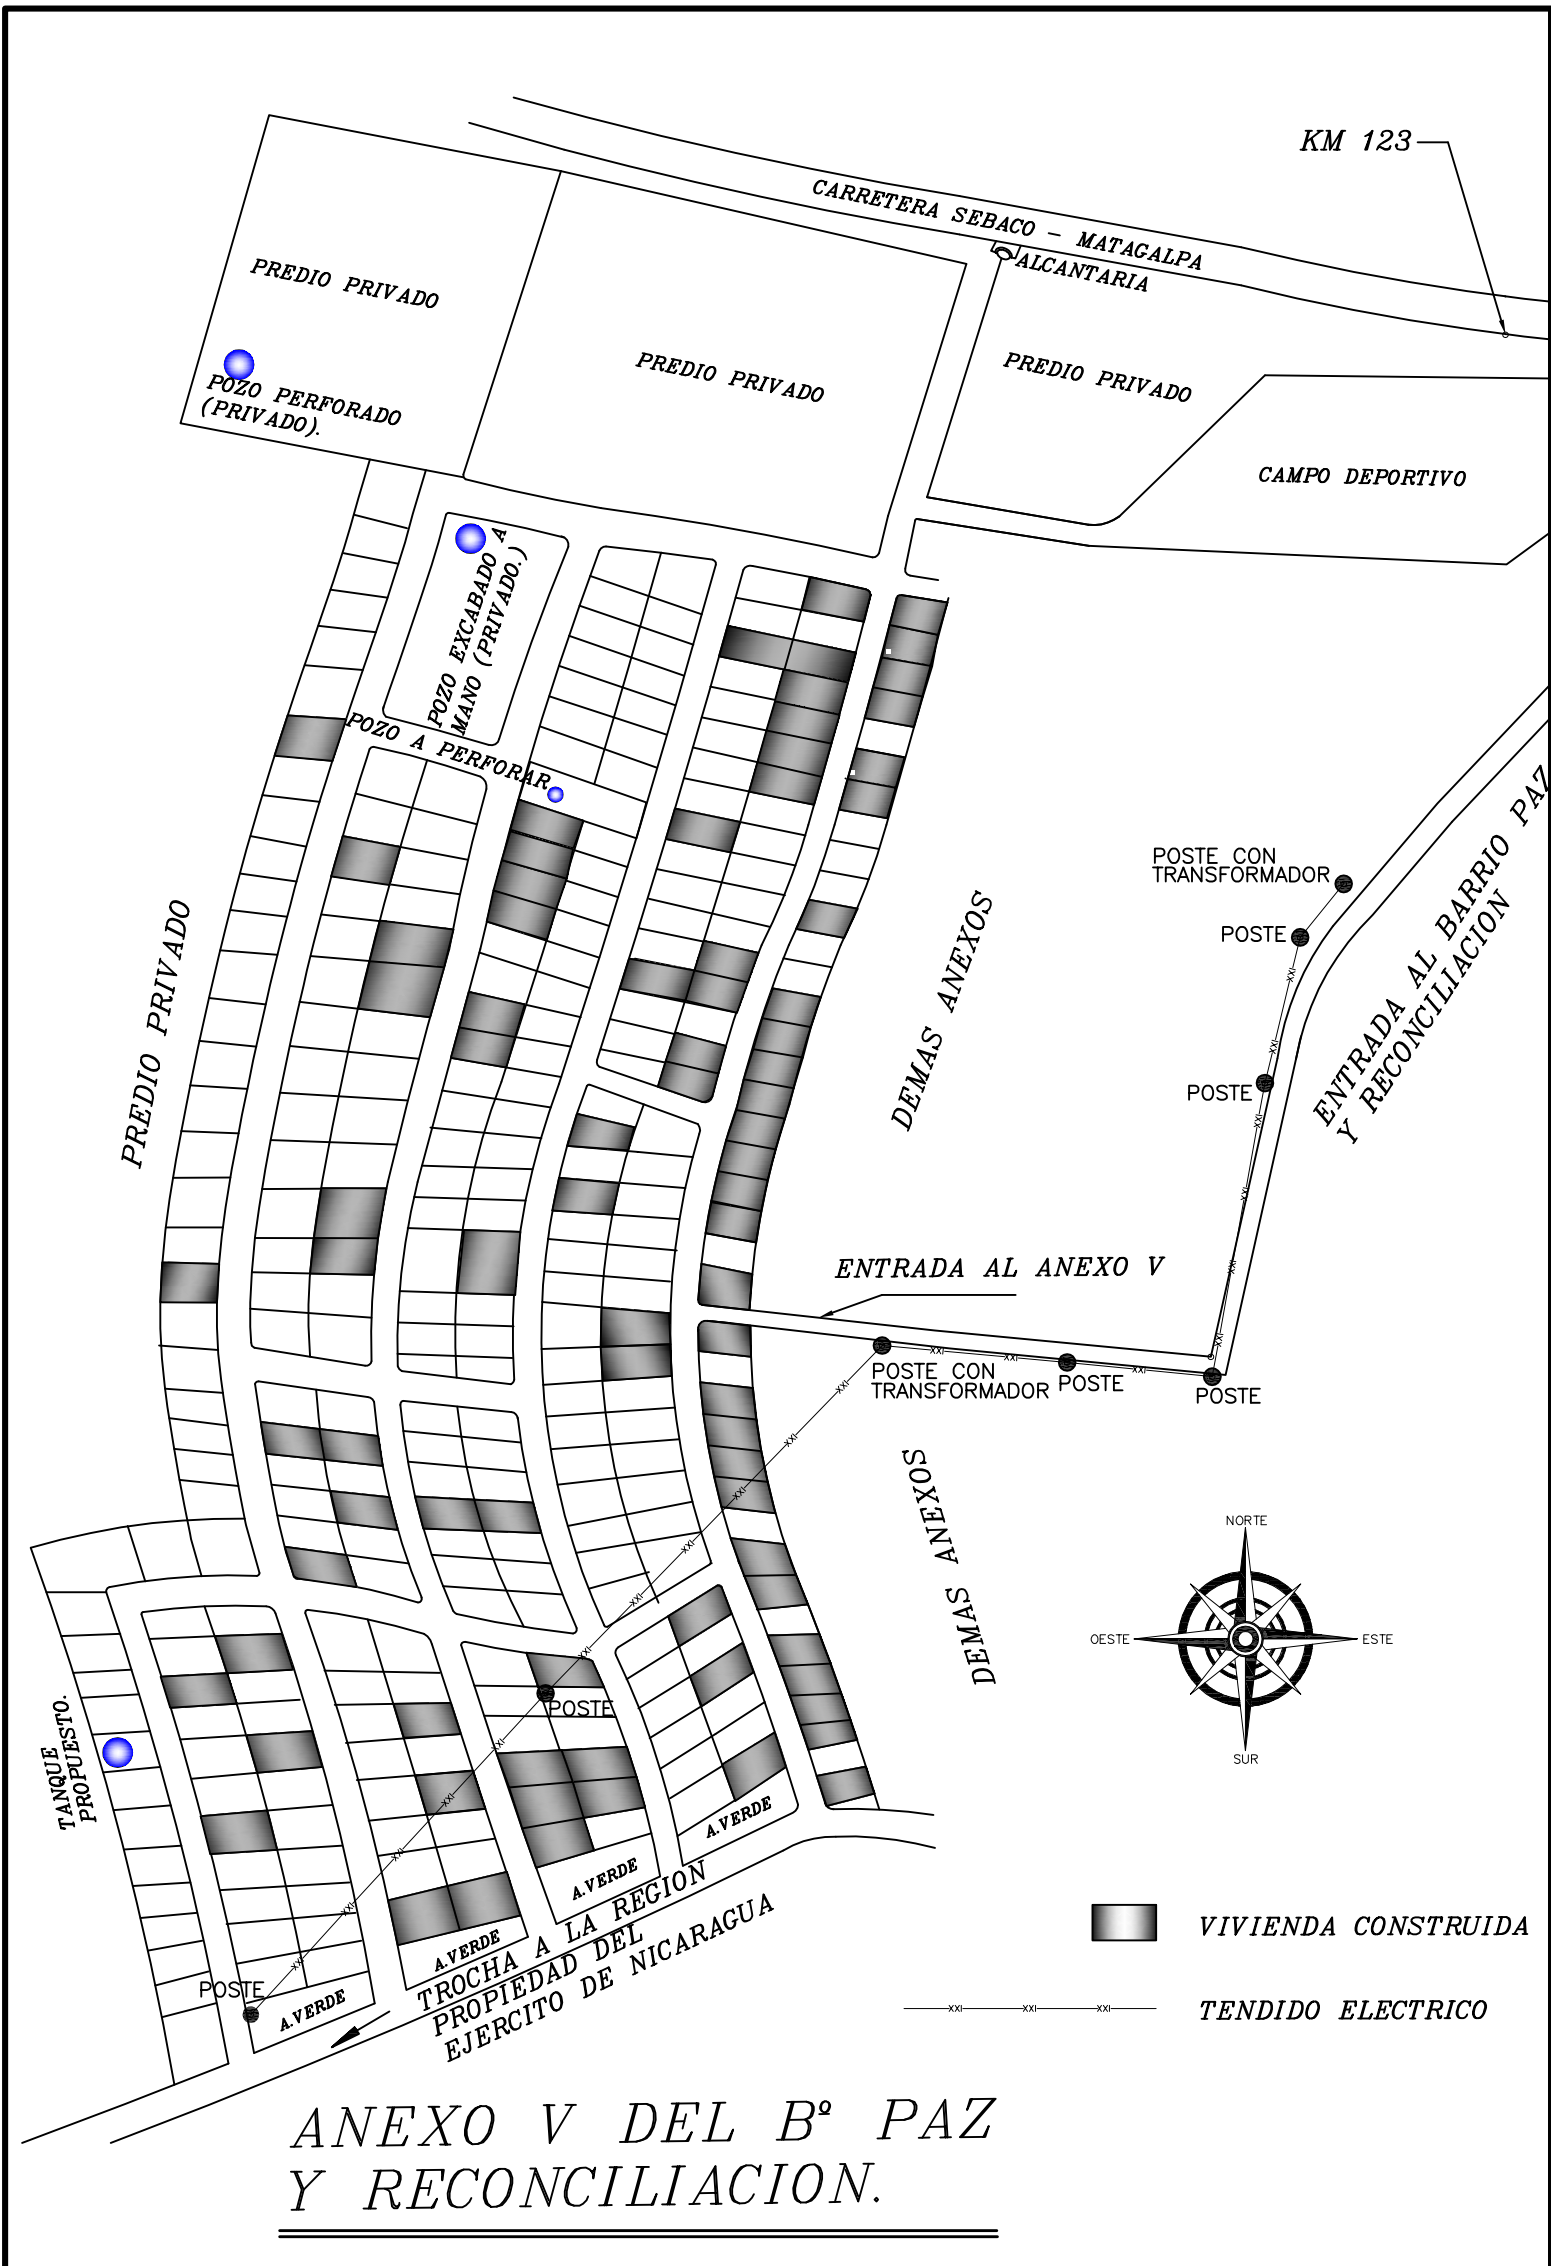 KM 123
CARRETERA SEBACO - MATAGALPA
ALCANTARIA
PREDIO PRIVADO
PREDIO PRIVADO
PREDIO PRIVADO
POZO PERFORADO
(PRIVADO).
CAMPO DEPORTIVO
POZO EXCABADO A
MANO (PRIVADO.)
POZO A PERFORAR
PREDIO PRIVADO
DEMAS ANEXOS
POSTE CON
TRANSFORMADOR
POSTE
POSTE
ENTRADA AL BARRIO PAZ
Y RECONCILIACION
ENTRADA AL ANEXO V
POSTE CON
TRANSFORMADOR
POSTE
POSTE
DEMAS ANEXOS
NORTE
OESTE
ESTE
SUR
TANQUE
PROPUESTO.
POSTE
POSTE
A.VERDE
A.VERDE
A.VERDE
A.VERDE
TROCHA A LA REGION
PROPIEDAD DEL
EJERCITO DE NICARAGUA
VIVIENDA CONSTRUIDA
XXI XXI XXI
TENDIDO ELECTRICO
ANEXO V DEL Bº PAZ
Y RECONCILIACION.